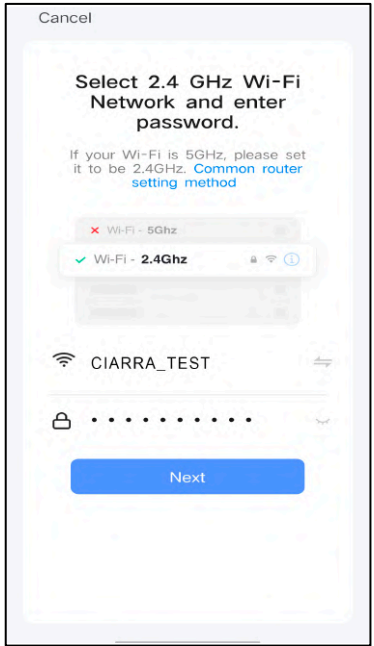 Cancel
Select 2.4 GHz Wi-Fi
Network and enter
password.
If your Wi-Fi is 5GHz, please set
it to be 2.4GHz. Common router
setting method
Wi-Fi - 5Ghz
Wi-Fi - 2.4Ghz
CIARRA_TEST
Next